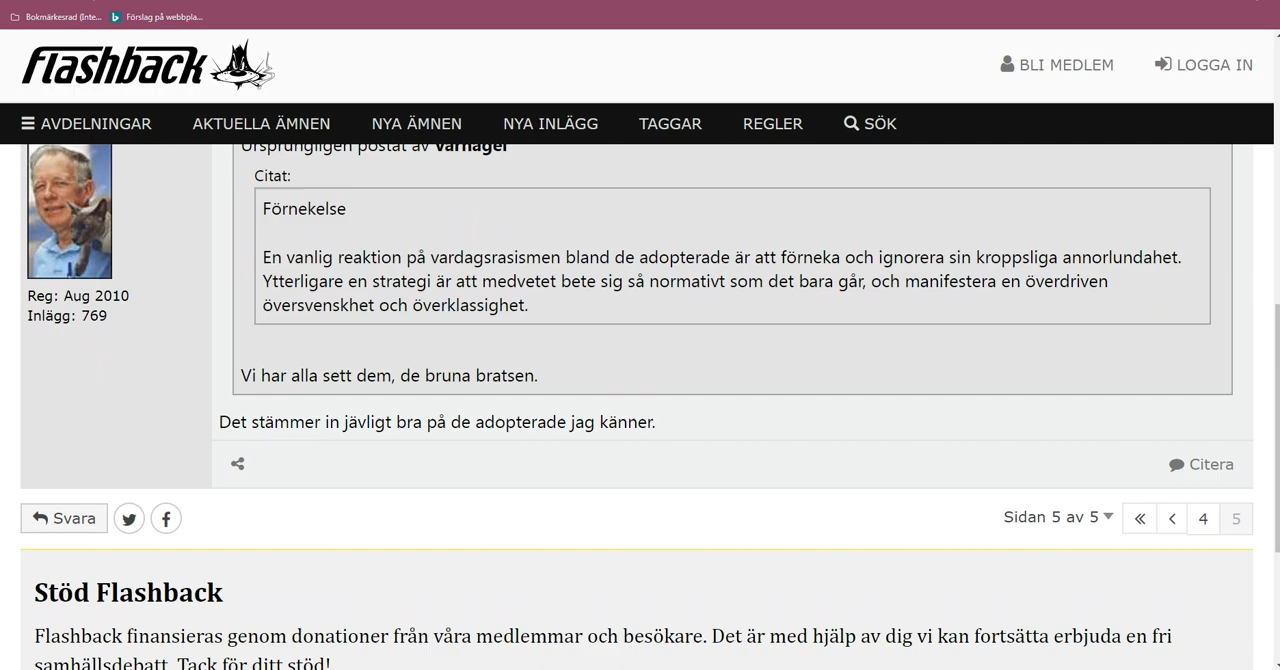 Bokmärkesrad (Inte...
Förslag på webbpla...
flashback
BLI MEDLEM
LOGGA IN
AVDELNINGAR
AKTUELLA ÄMNEN
NYA ÄMNEN
NYA INLÄGG
TAGGAR
REGLER
SÖK
Ursprungligen postat av Varnagel
Citat:
Förnekelse
En vanlig reaktion på vardagsrasismen bland de adopterade är att förneka och ignorera sin kroppsliga annorlundahet.
Ytterligare en strategi är att medvetet bete sig så normativt som det bara går, och manifestera en överdriven
översvenskhet och överklassighet.
Reg: Aug 2010
Inlägg: 769
Vi har alla sett dem, de bruna bratsen.
Det stämmer in jävligt bra på de adopterade jag känner.
Citera
Svara
Sidan 5 av 5
4
5
Stöd Flashback
Flashback finansieras genom donationer från våra medlemmar och besökare. Det är med hjälp av dig vi kan fortsätta erbjuda en fri
samhällsdebatt. Tack för ditt stöd!